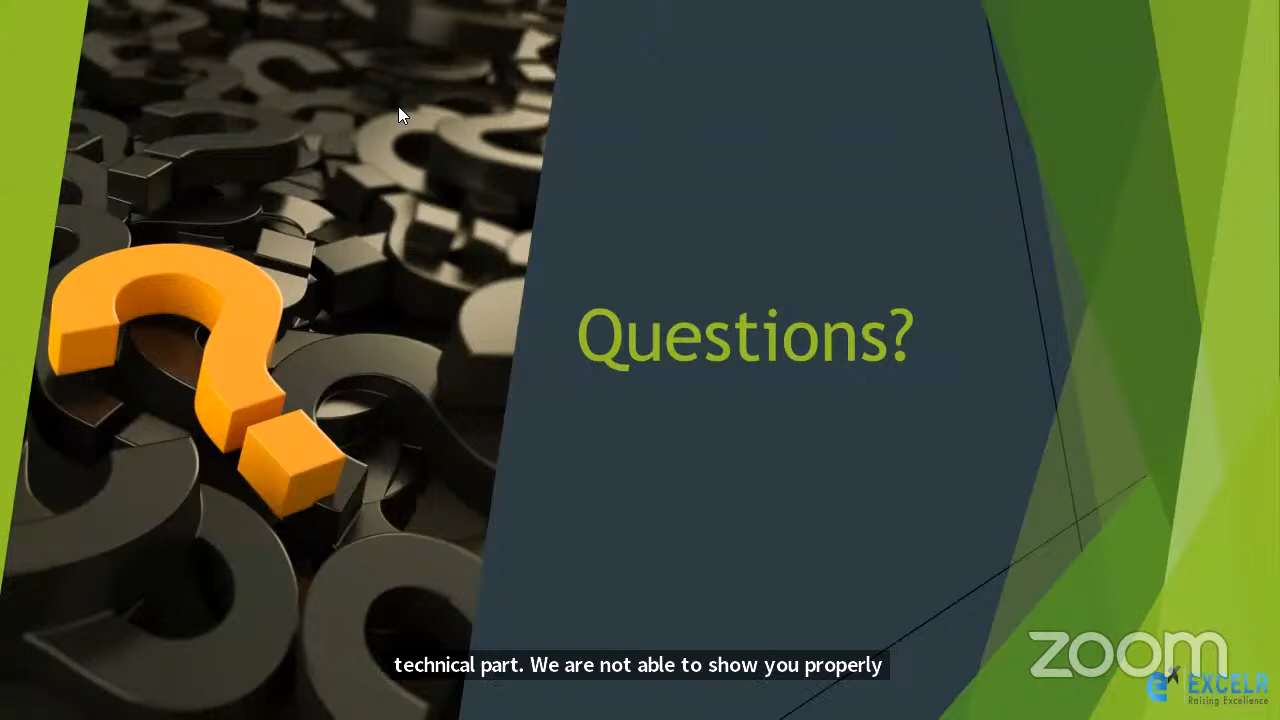 Questions?
technical part. We are not able to show you properly
zoom
EXCELR
Raising Excellence